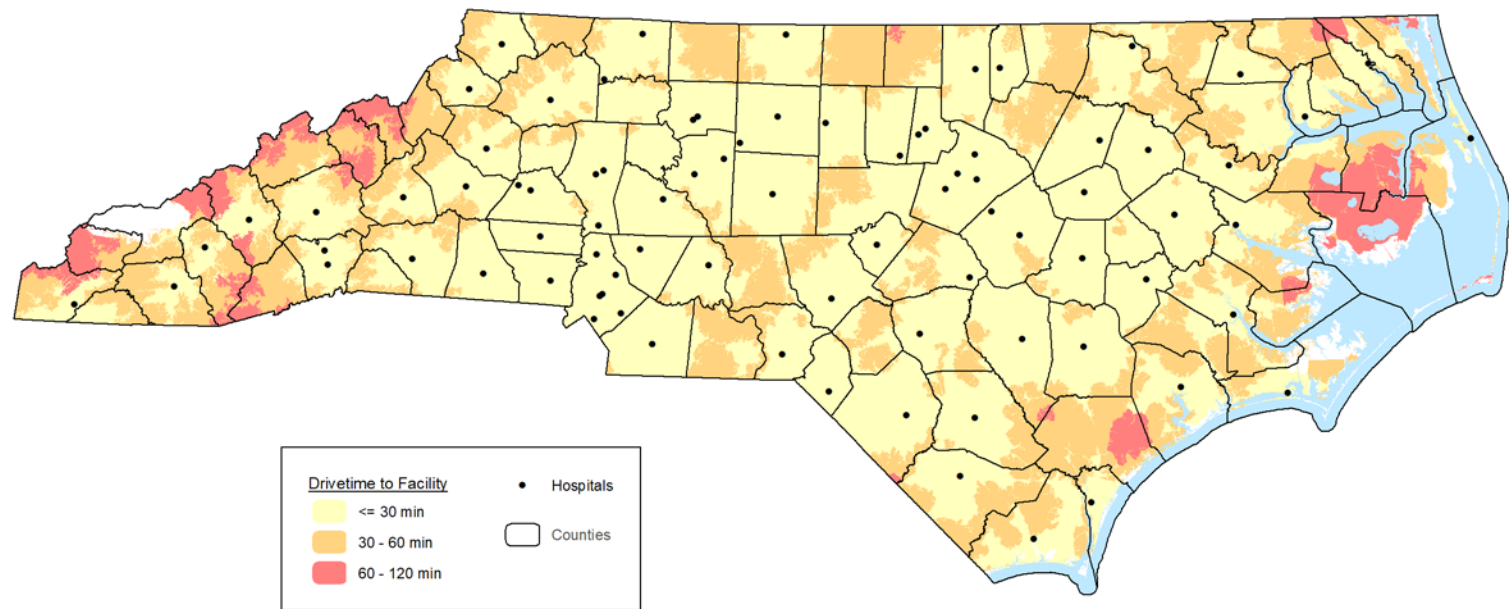 Drivetime to Facility
<= 30 min
30 - 60 min
60 - 120 min
Hospitals
Counties